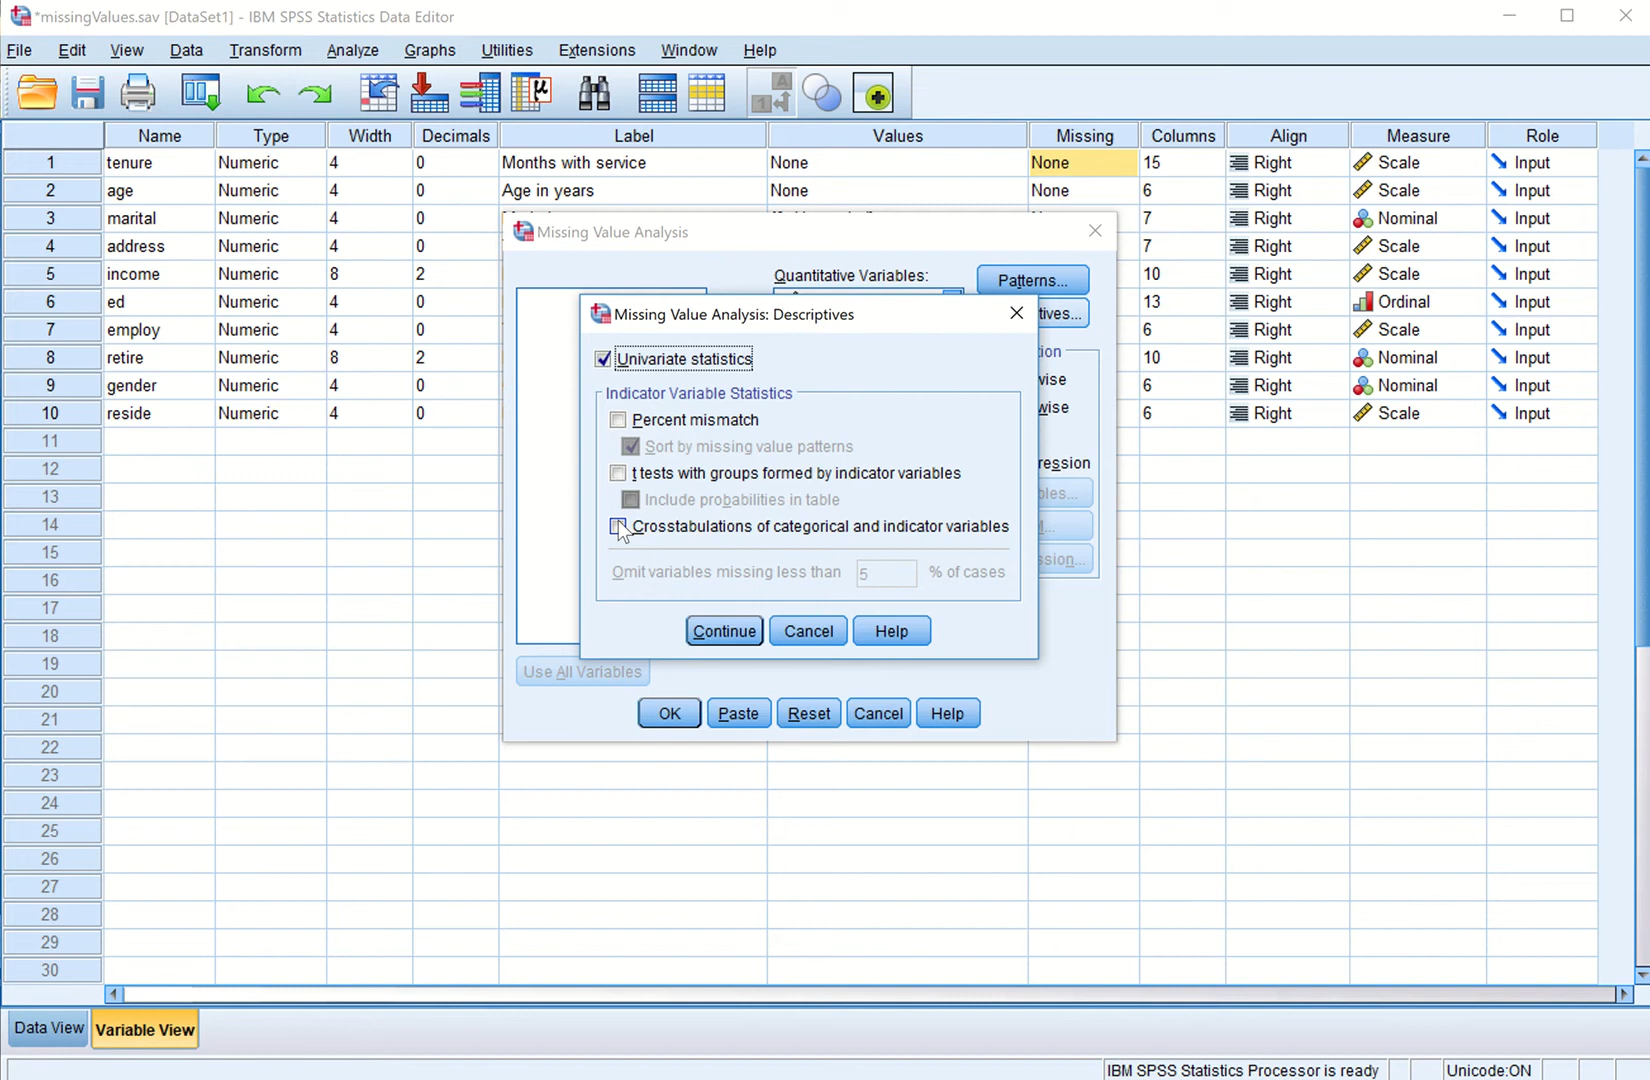 *missingValues.sav [DataSet1] - IBM SPSS Statistics Data Editor
File Edit View Data Transform Analyze Graphs Utilities Extensions Window Help
Name Type Width Decimals Label Values Missing Columns Align Measure Role
1 tenure Numeric 4 0 Months with service None None 15 Right Scale Input
2 age Numeric 4 0 Age in years None None 6 Right Scale Input
3 marital Numeric 4 0 7 Right Nominal Input
4 address Numeric 4 0 7 Right Scale Input
5 income Numeric 8 2 10 Right Scale Input
6 ed Numeric 4 0 13 Right Ordinal Input
7 employ Numeric 4 0 6 Right Scale Input
8 retire Numeric 8 2 10 Right Nominal Input
9 gender Numeric 4 0 6 Right Nominal Input
10 reside Numeric 4 0 6 Right Scale Input
11
12
13
14
15
16
17
18
19
20
21
22
23
24
25
26
27
28
29
30
Missing Value Analysis
Quantitative Variables:
Patterns...
tives...
Missing Value Analysis: Descriptives
Univariate statistics
Indicator Variable Statistics
Percent mismatch
Sort by missing value patterns
t tests with groups formed by indicator variables
Include probabilities in table
Crosstabulations of categorical and indicator variables
Omit variables missing less than 5 % of cases
Continue Cancel Help
tion
wise
wise
ression
bles...
ssion...
Use All Variables
OK Paste Reset Cancel Help
Data View Variable View
IBM SPSS Statistics Processor is ready Unicode:ON